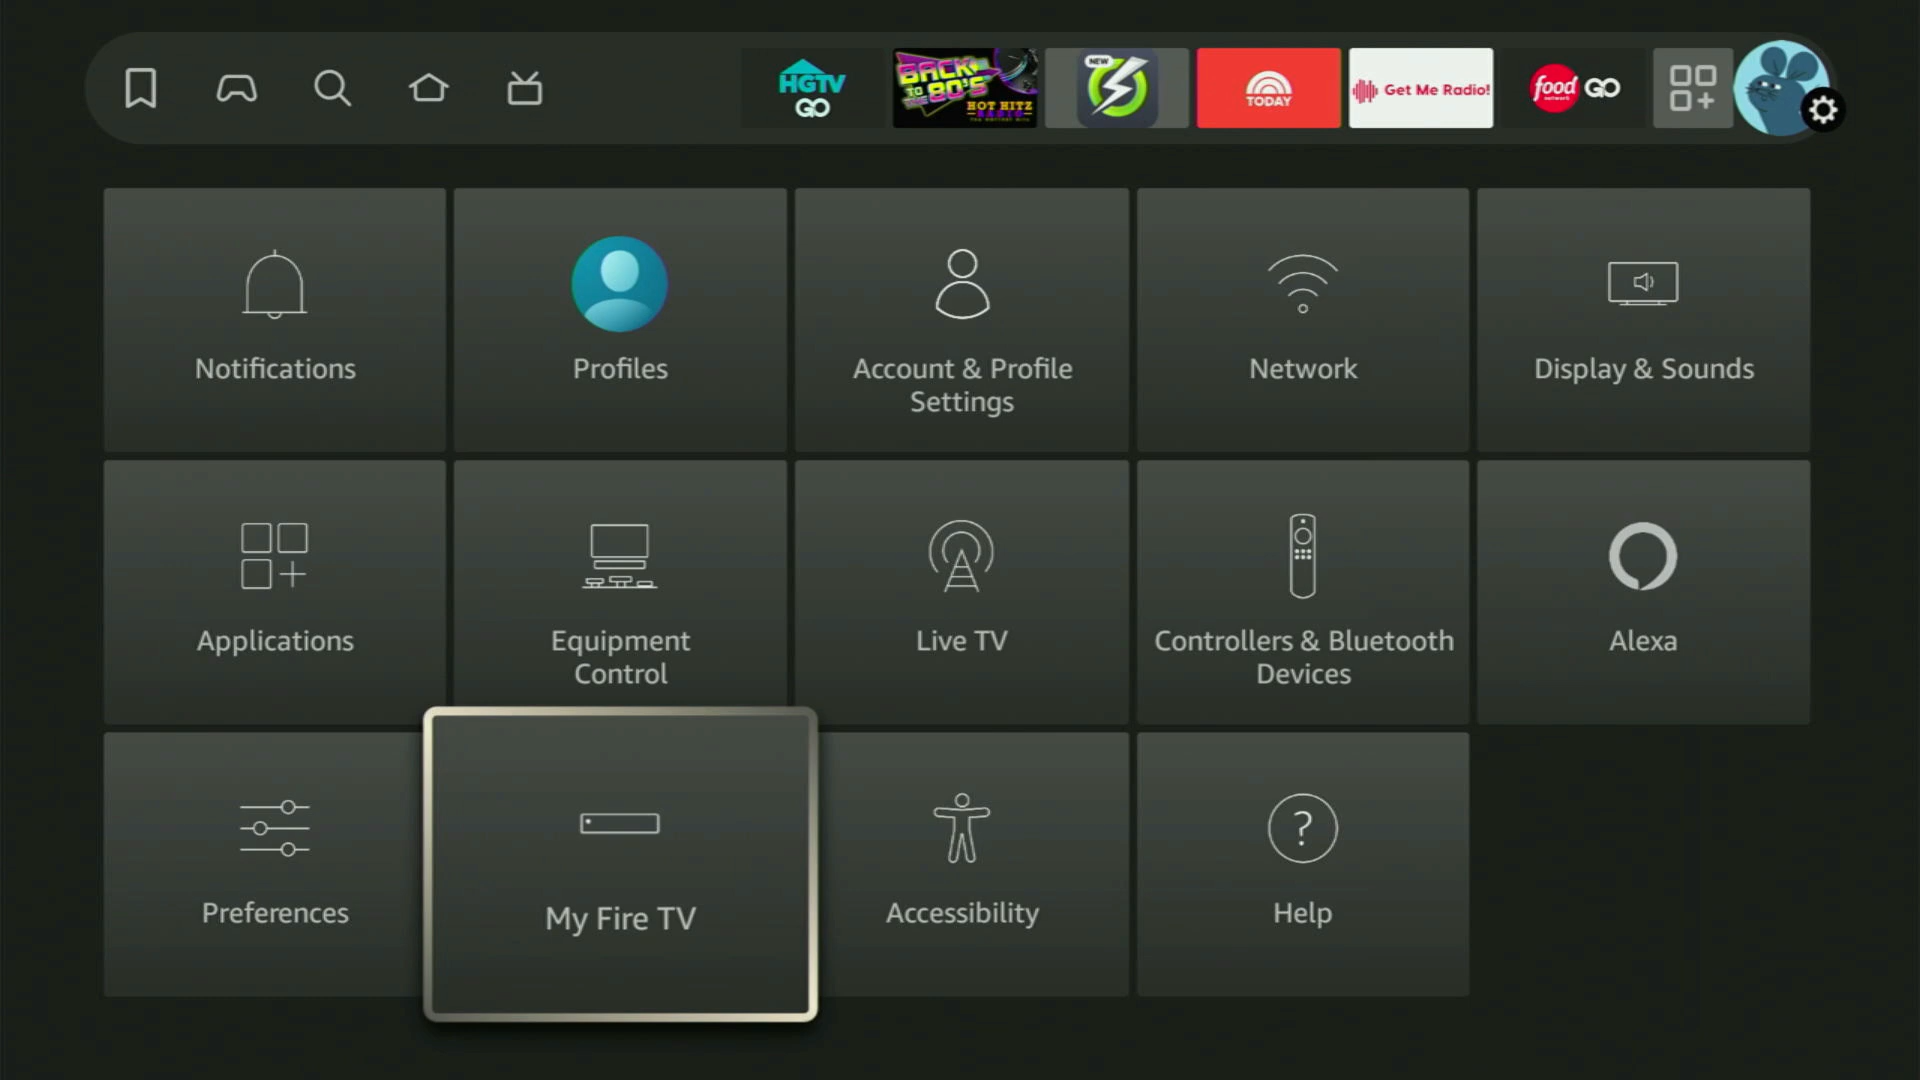 HGTV
GO
BACK
TO THE 80'S
HOT HITZ
RADIO
NEW
TODAY
Get Me Radio!
food
network
GO
Notifications
Profiles
Account & Profile
Settings
Network
Display & Sounds
Applications
Equipment
Control
Live TV
Controllers & Bluetooth
Devices
Alexa
Preferences
My Fire TV
Accessibility
?
Help